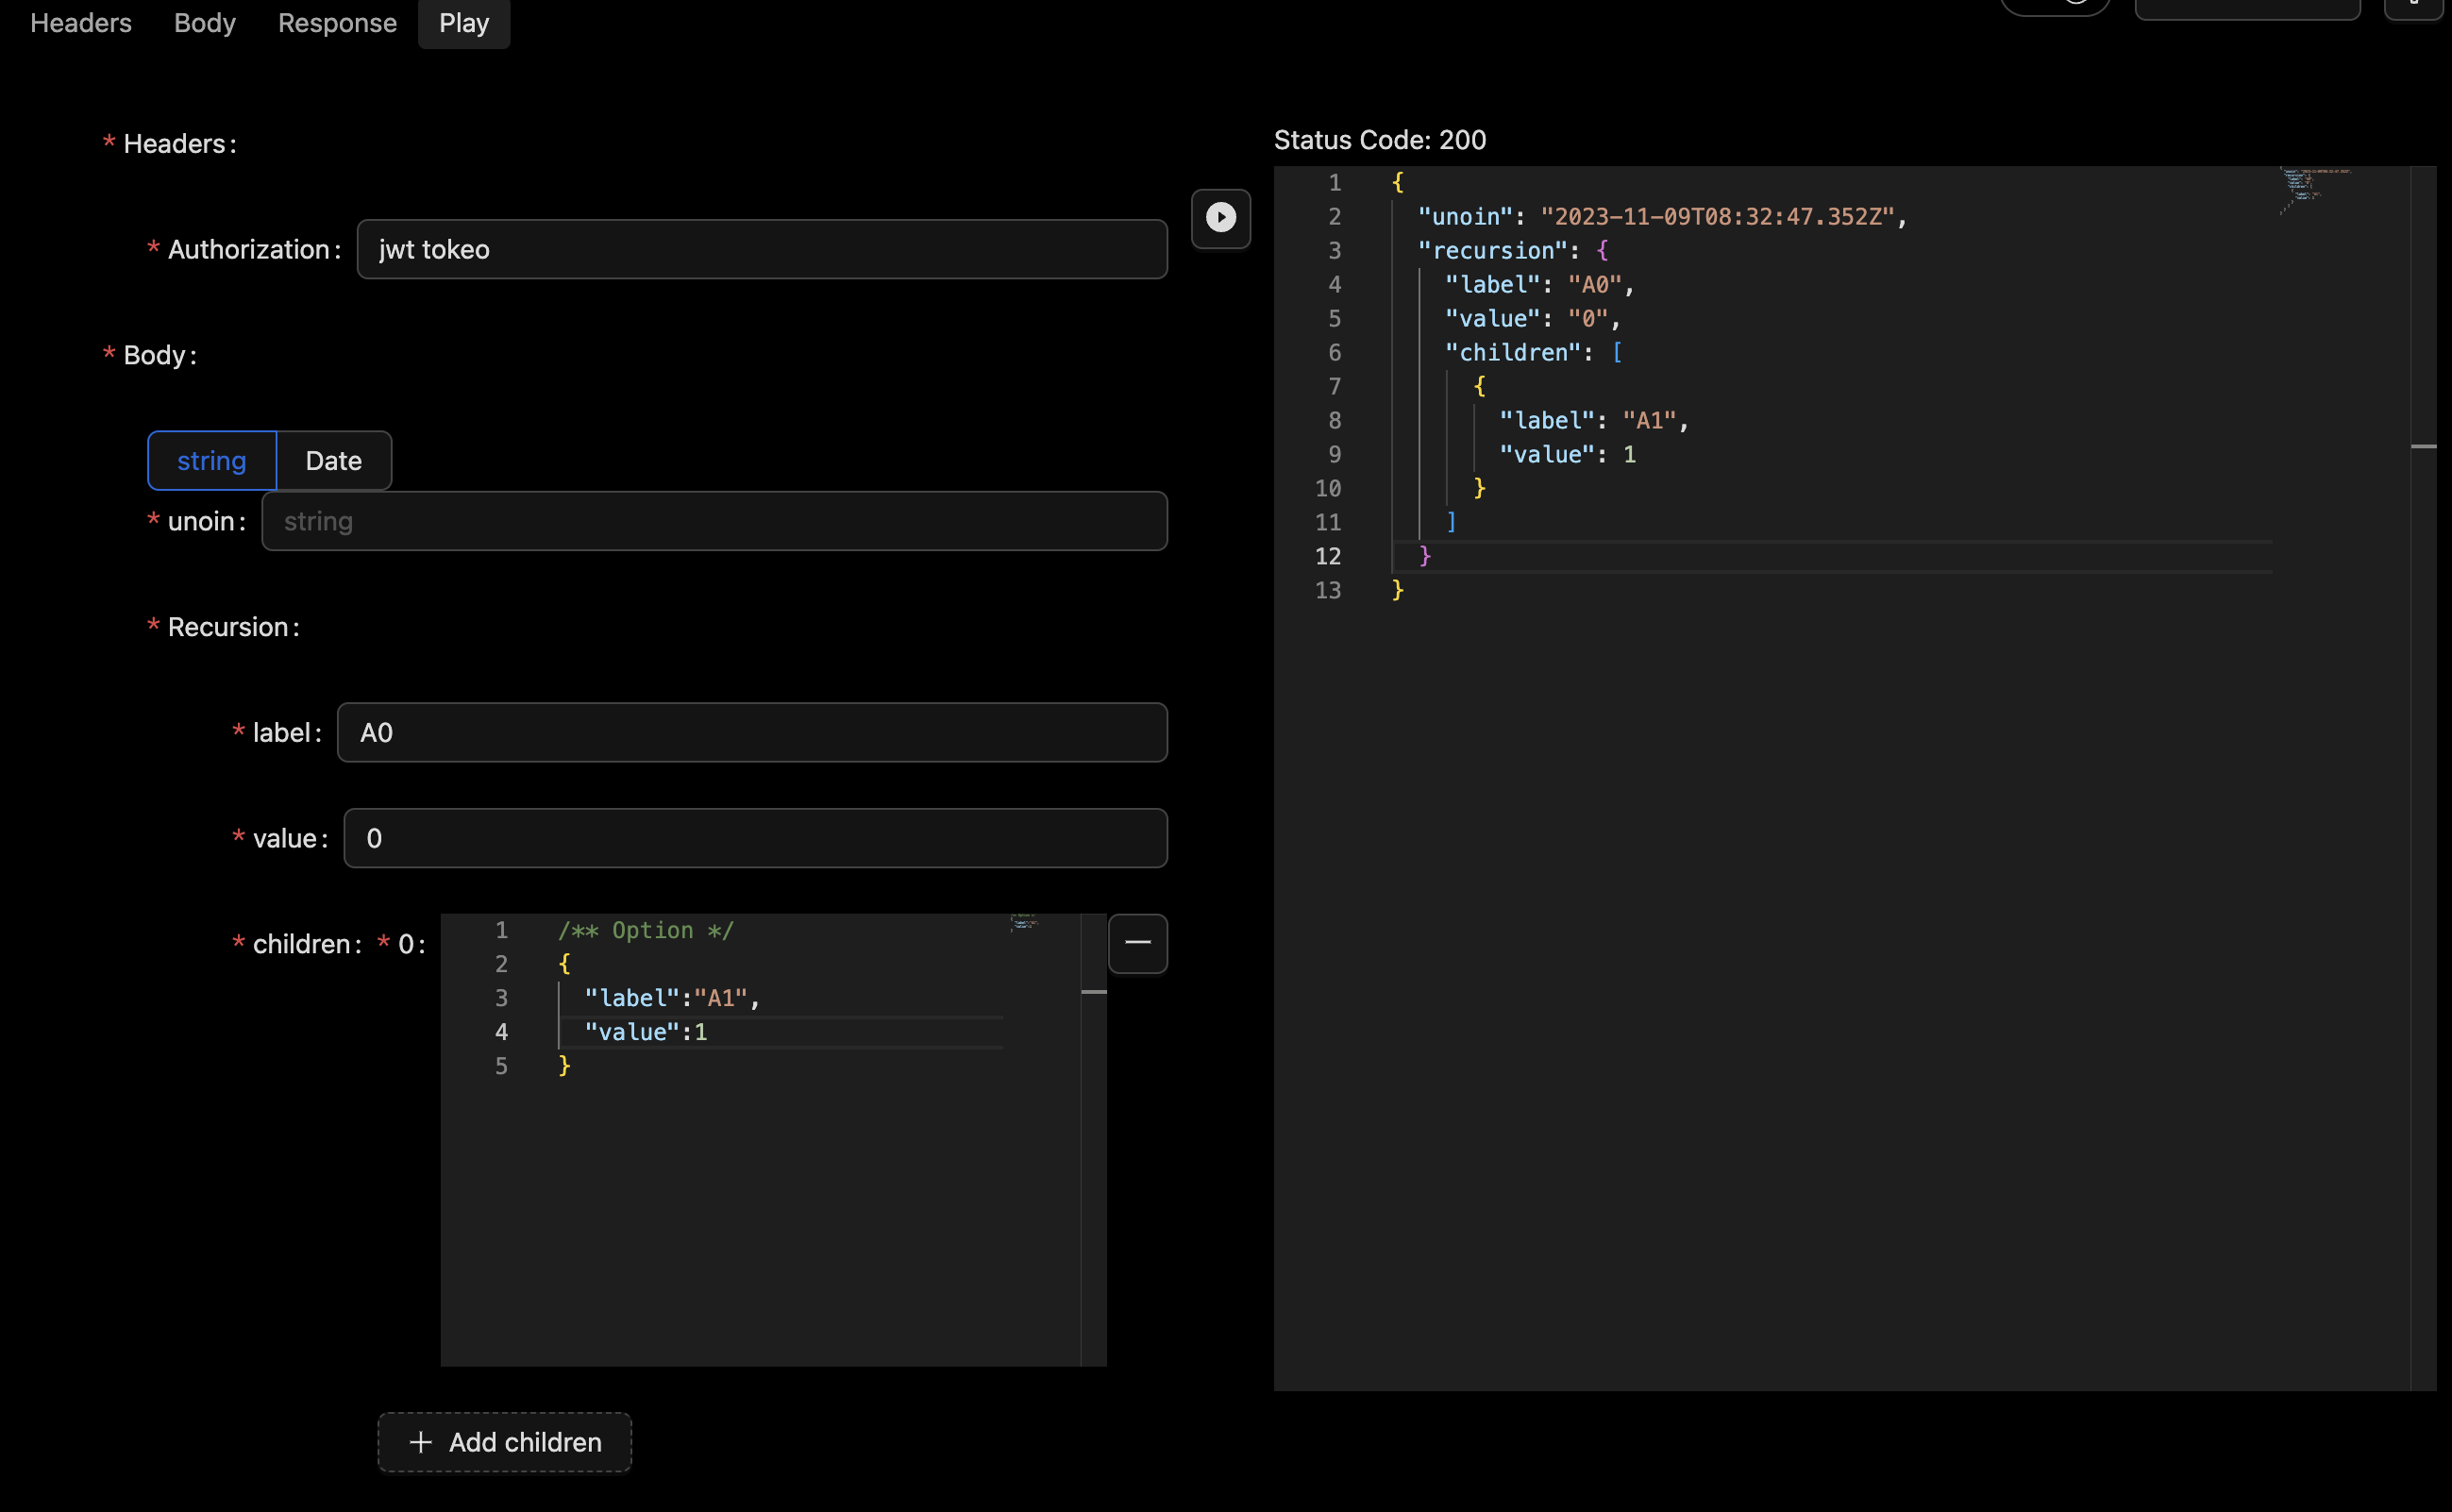 Headers Body Response Play
* Headers:
* Authorization: jwt tokeo
* Body:
string Date
* unoin: string
* Recursion:
* label: A0
* value: 0
* children: * 0:
1 /** Option */
2 {
3 "label":"A1",
4 "value":1
5 }
+ Add children
Status Code: 200
1 {
2 "unoin": "2023-11-09T08:32:47.352Z",
3 "recursion": {
4 "label": "A0",
5 "value": "0",
6 "children": [
7 {
8 "label": "A1",
9 "value": 1
10 }
11 ]
12 }
13 }